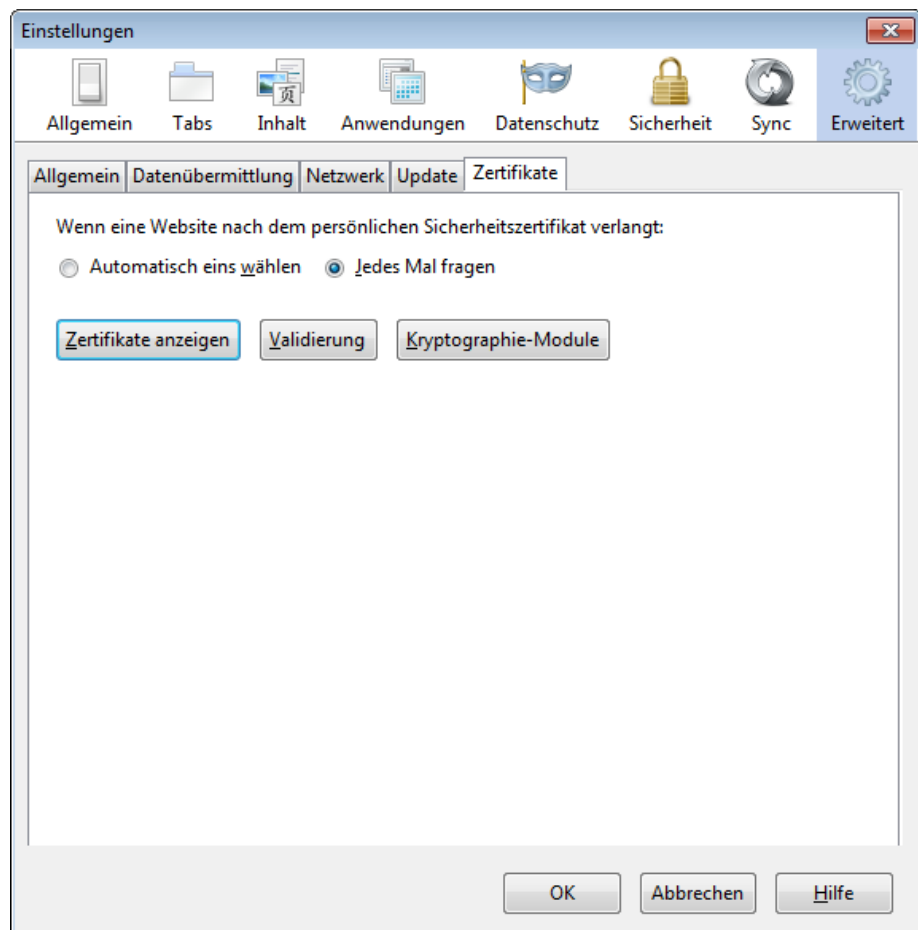 Einstellungen
页
Allgemein Tabs Inhalt Anwendungen Datenschutz Sicherheit Sync Erweitert
Allgemein Datenübermittlung Netzwerk Update Zertifikate
Wenn eine Website nach dem persönlichen Sicherheitszertifikat verlangt:
Automatisch eins wählen Jedes Mal fragen
Zertifikate anzeigen Validierung Kryptographie-Module
OK Abbrechen Hilfe